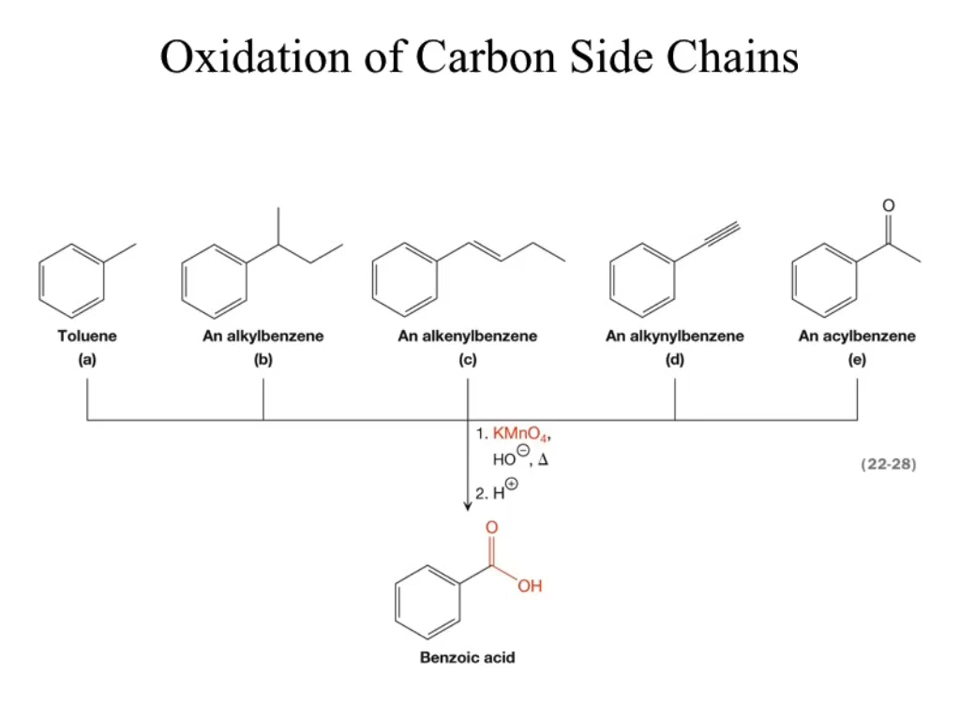 Oxidation of Carbon Side Chains
O
Toluene An alkylbenzene An alkenylbenzene An alkynylbenzene An acylbenzene
(a) (b) (c) (d) (e)
1. KMnO₄,
HO⊖, Δ
(22-28)
2. H⊕
O
OH
Benzoic acid